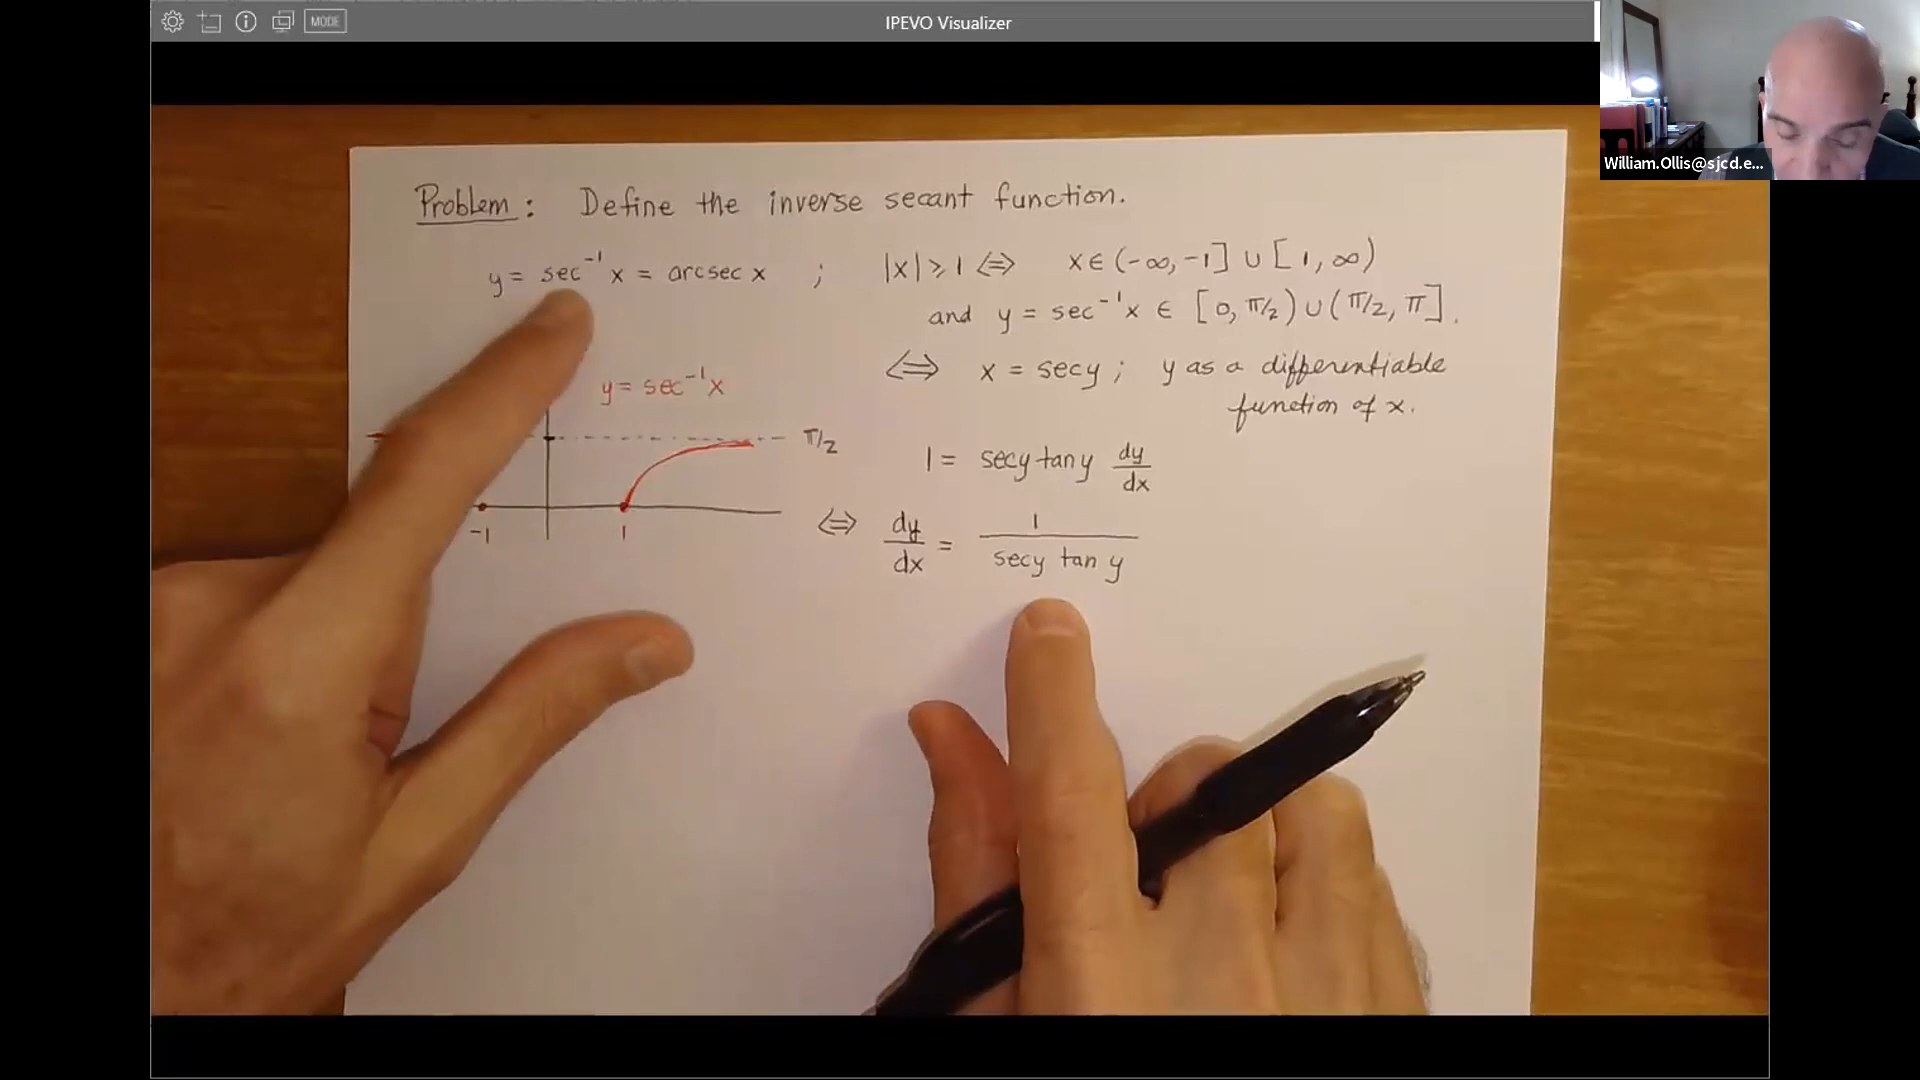 MODE
IPEVO Visualizer
William.Ollis@sjcd.e...
Problem: Define the inverse secant function.
y = sec⁻¹ x = arcsec x ; |x| ⩾ 1 ⇔ x ∈ (-∞, -1] ∪ [1, ∞)
and y = sec⁻¹x ∈ [0, π/2) ∪ (π/2, π].
⇔ x = sec y ; y as a differentiable
function of x.
y = sec⁻¹x
π/2
-1
1
1 = sec y tan y dy/dx
⇔ dy/dx = 1/(sec y tan y)